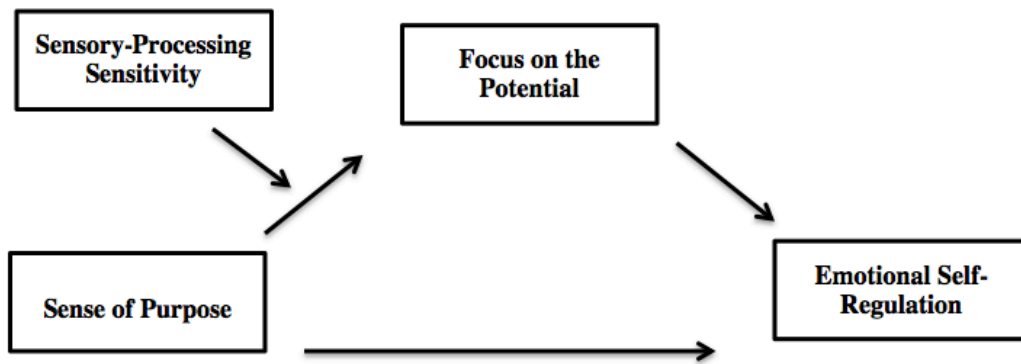 Sensory-Processing
Sensitivity
Focus on the
Potential
Sense of Purpose
Emotional Self-
Regulation